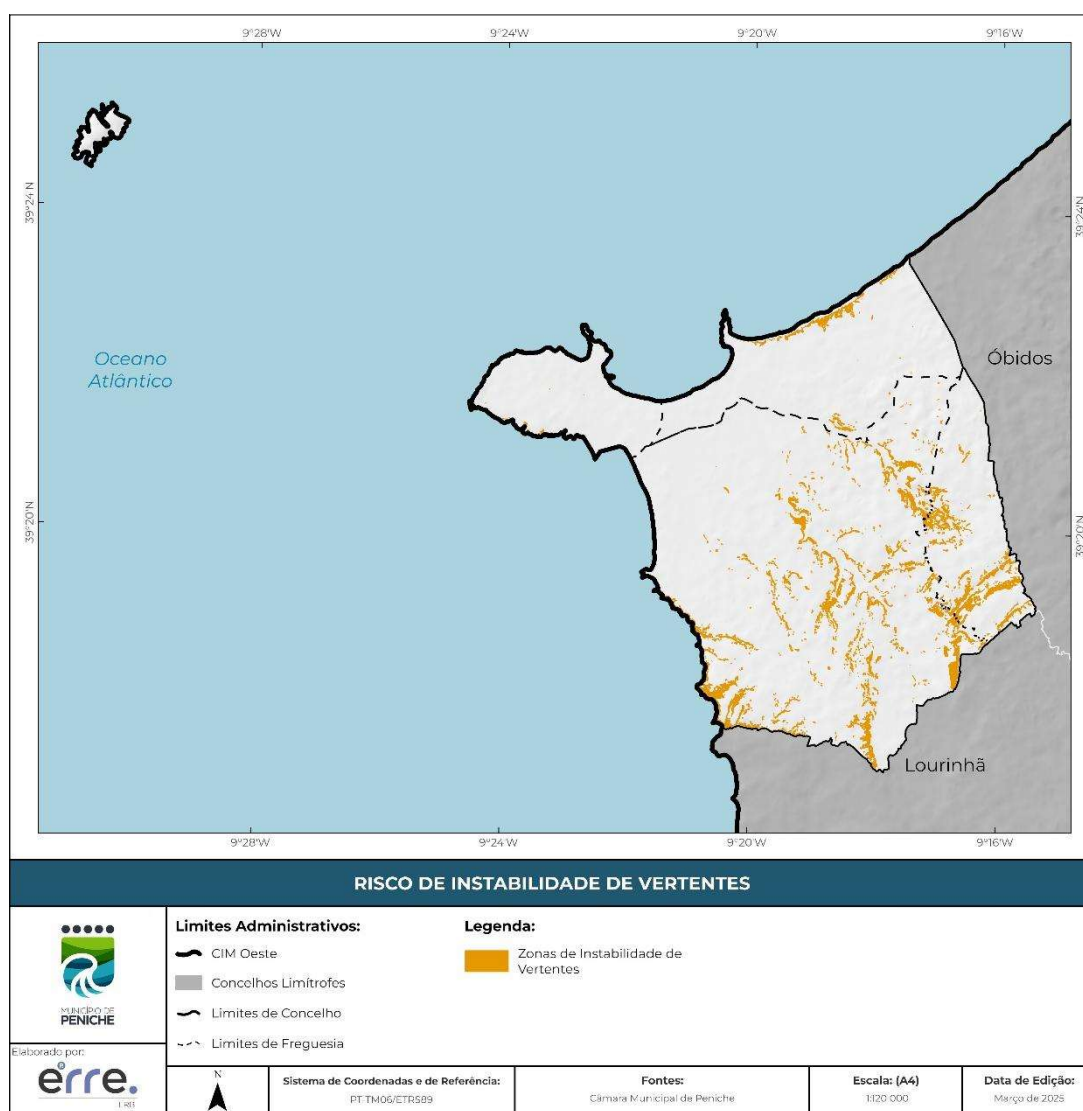 9°28'W
9°24'W
9°20'W
9°16'W
39°24'N
39°24'N
Oceano
Atlântico
Óbidos
39°20'N
39°20'N
Lourinhã
9°28'W
9°24'W
9°20'W
9°16'W
RISCO DE INSTABILIDADE DE VERTENTES
MUNICÍPIO DE
PENICHE
Limites Administrativos:
CIM Oeste
Concelhos Limítrofes
Limites de Concelho
Limites de Freguesia
Legenda:
Zonas de Instabilidade de
Vertentes
Elaborado por:
erre.
N
Sistema de Coordenadas e de Referência:
PT-TM06/ETRS89
Fontes:
Câmara Municipal de Peniche
Escala: (A4)
1:120 000
Data de Edição:
Março de 2025